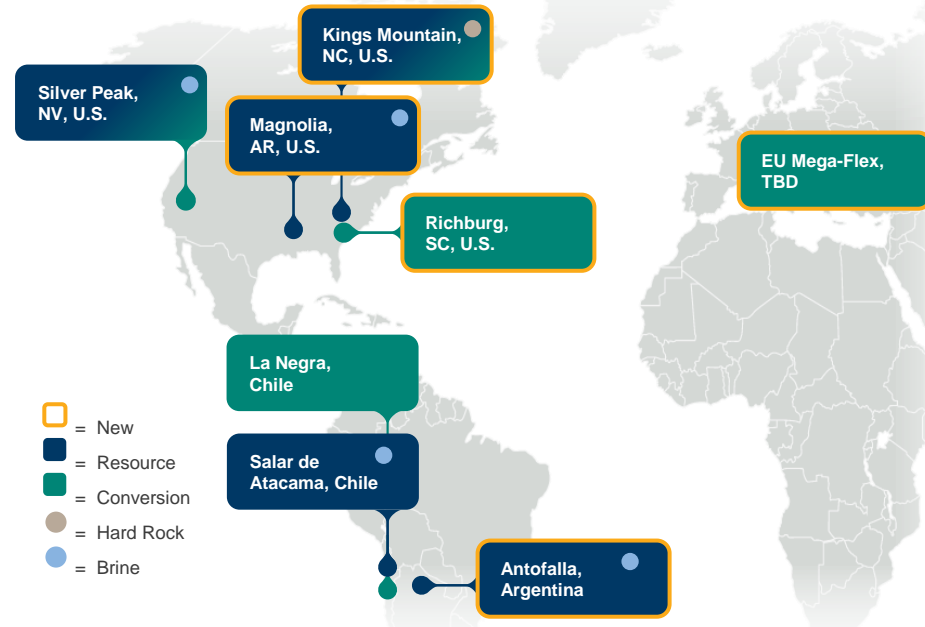 Kings Mountain,
NC, U.S.
Silver Peak,
NV, U.S.
Magnolia,
AR, U.S.
EU Mega-Flex,
TBD
Richburg,
SC, U.S.
La Negra,
Chile
Salar de
Atacama, Chile
Antofalla,
Argentina
= New
= Resource
= Conversion
= Hard Rock
= Brine